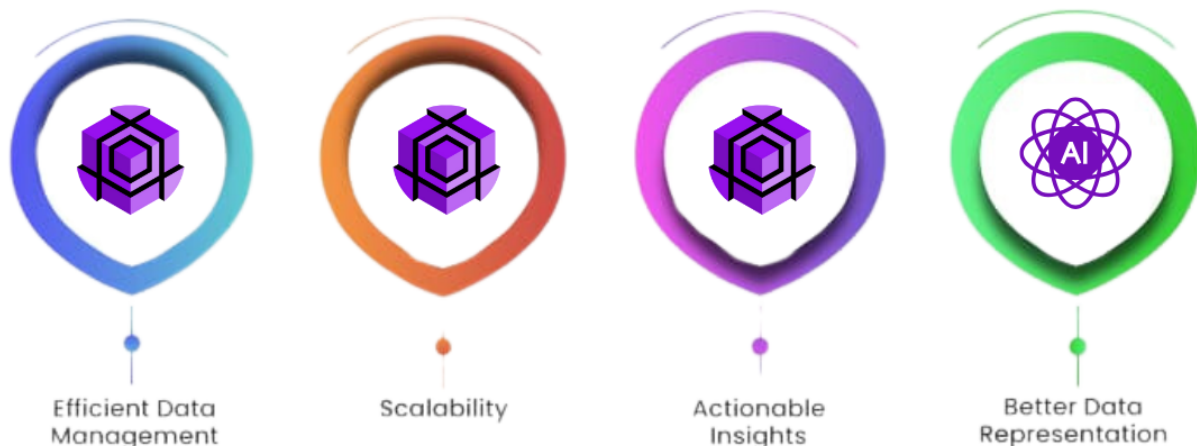 AI
Efficient Data
Management
Scalability
Actionable
Insights
Better Data
Representation